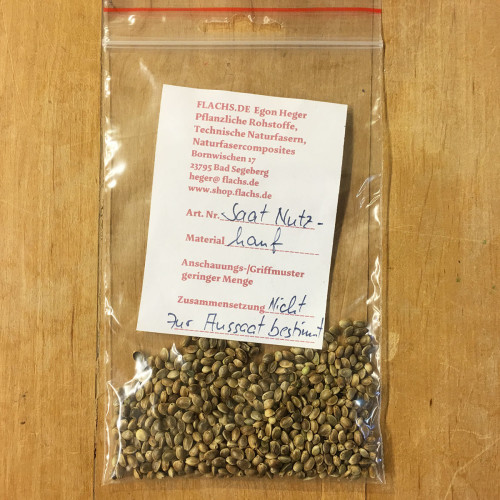 FLACHS.DE Egon Heger
Pflanzliche Rohstoffe,
Technische Naturfasern,
Naturfasercomposites
Bornwischen 17
23795 Bad Segeberg
heger@flachs.de
www.shop.flachs.de
Art. Nr. Saat Nutz-
Material hanf
Anschauungs-/Griffmuster
geringer Menge
Zusammensetzung Nicht
zur Aussaat bestimmt